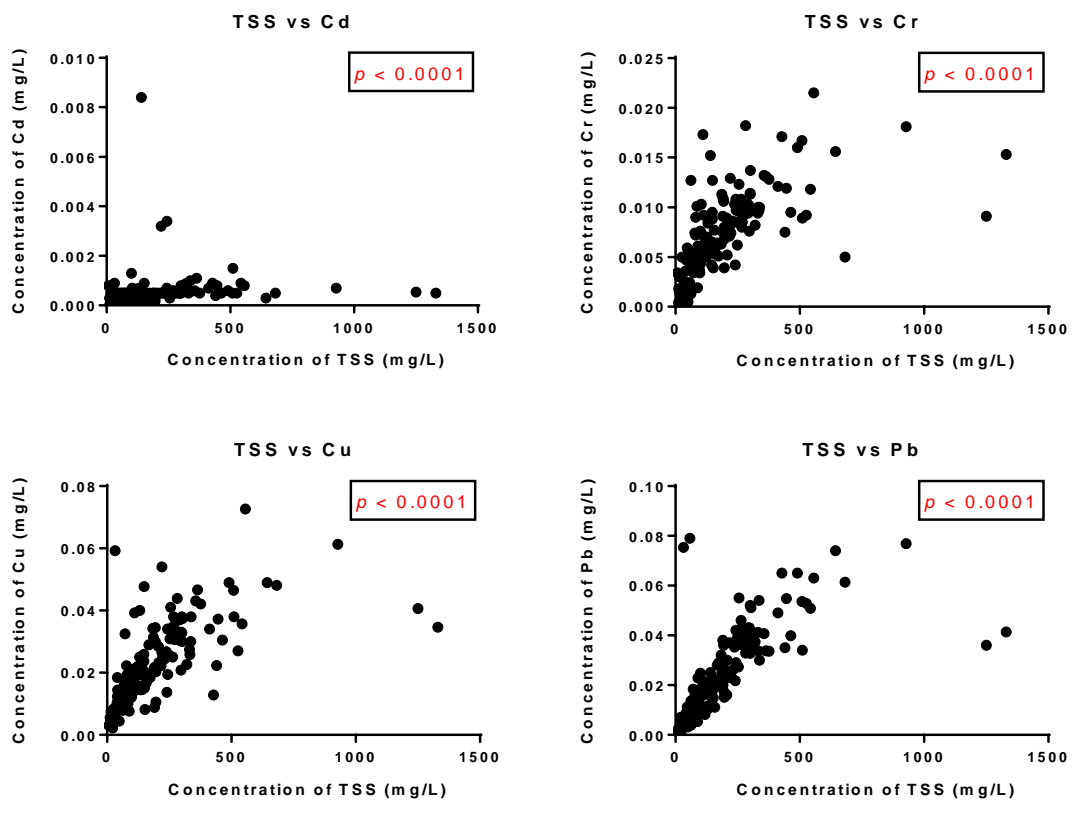 TSS vs Cd
Concentration of Cd (mg/L)
0.010
0.008
0.006
0.004
0.002
0.000
p < 0.0001
0 500 1000 1500
Concentration of TSS (mg/L)
TSS vs Cr
Concentration of Cr (mg/L)
0.025
0.020
0.015
0.010
0.005
0.000
p < 0.0001
0 500 1000 1500
Concentration of TSS (mg/L)
TSS vs Cu
Concentration of Cu (mg/L)
0.08
0.06
0.04
0.02
0.00
p < 0.0001
0 500 1000 1500
Concentration of TSS (mg/L)
TSS vs Pb
Concentration of Pb (mg/L)
0.10
0.08
0.06
0.04
0.02
0.00
p < 0.0001
0 500 1000 1500
Concentration of TSS (mg/L)